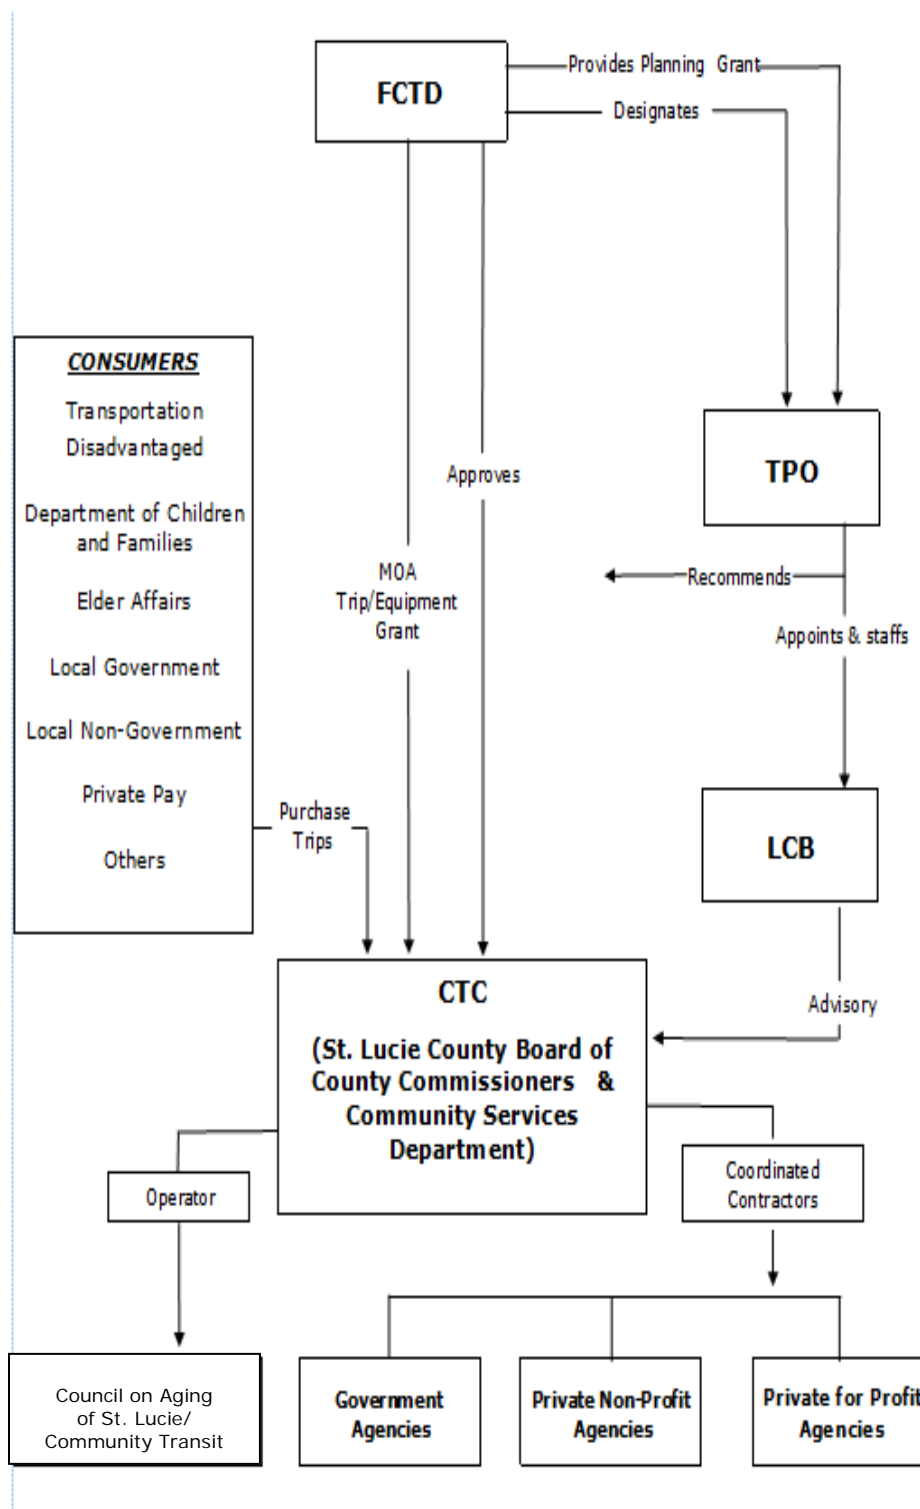 FCTD
Provides Planning Grant
Designates
CONSUMERS
Transportation
Disadvantaged
Department of Children
and Families
Elder Affairs
Local Government
Local Non-Government
Private Pay
Others
Purchase
Trips
MOA
Trip/Equipment
Grant
Approves
TPO
Recommends
Appoints & staffs
LCB
Advisory
CTC
(St. Lucie County Board of
County Commissioners &
Community Services
Department)
Operator
Coordinated
Contractors
Council on Aging
of St. Lucie/
Community Transit
Government
Agencies
Private Non-Profit
Agencies
Private for Profit
Agencies